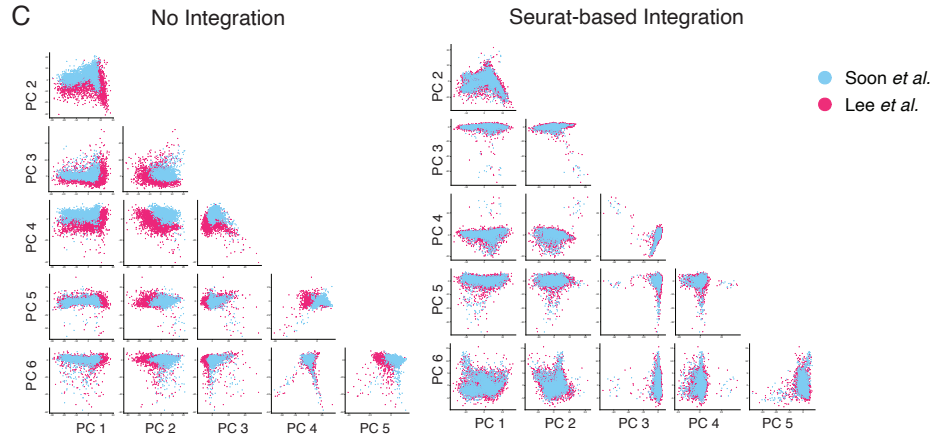 C
No Integration
Seurat-based Integration
Soon et al.
Lee et al.
PC 2
PC 3
PC 4
PC 5
PC 6
PC 1
PC 2
PC 3
PC 4
PC 5
PC 2
PC 3
PC 4
PC 5
PC 6
PC 1
PC 2
PC 3
PC 4
PC 5